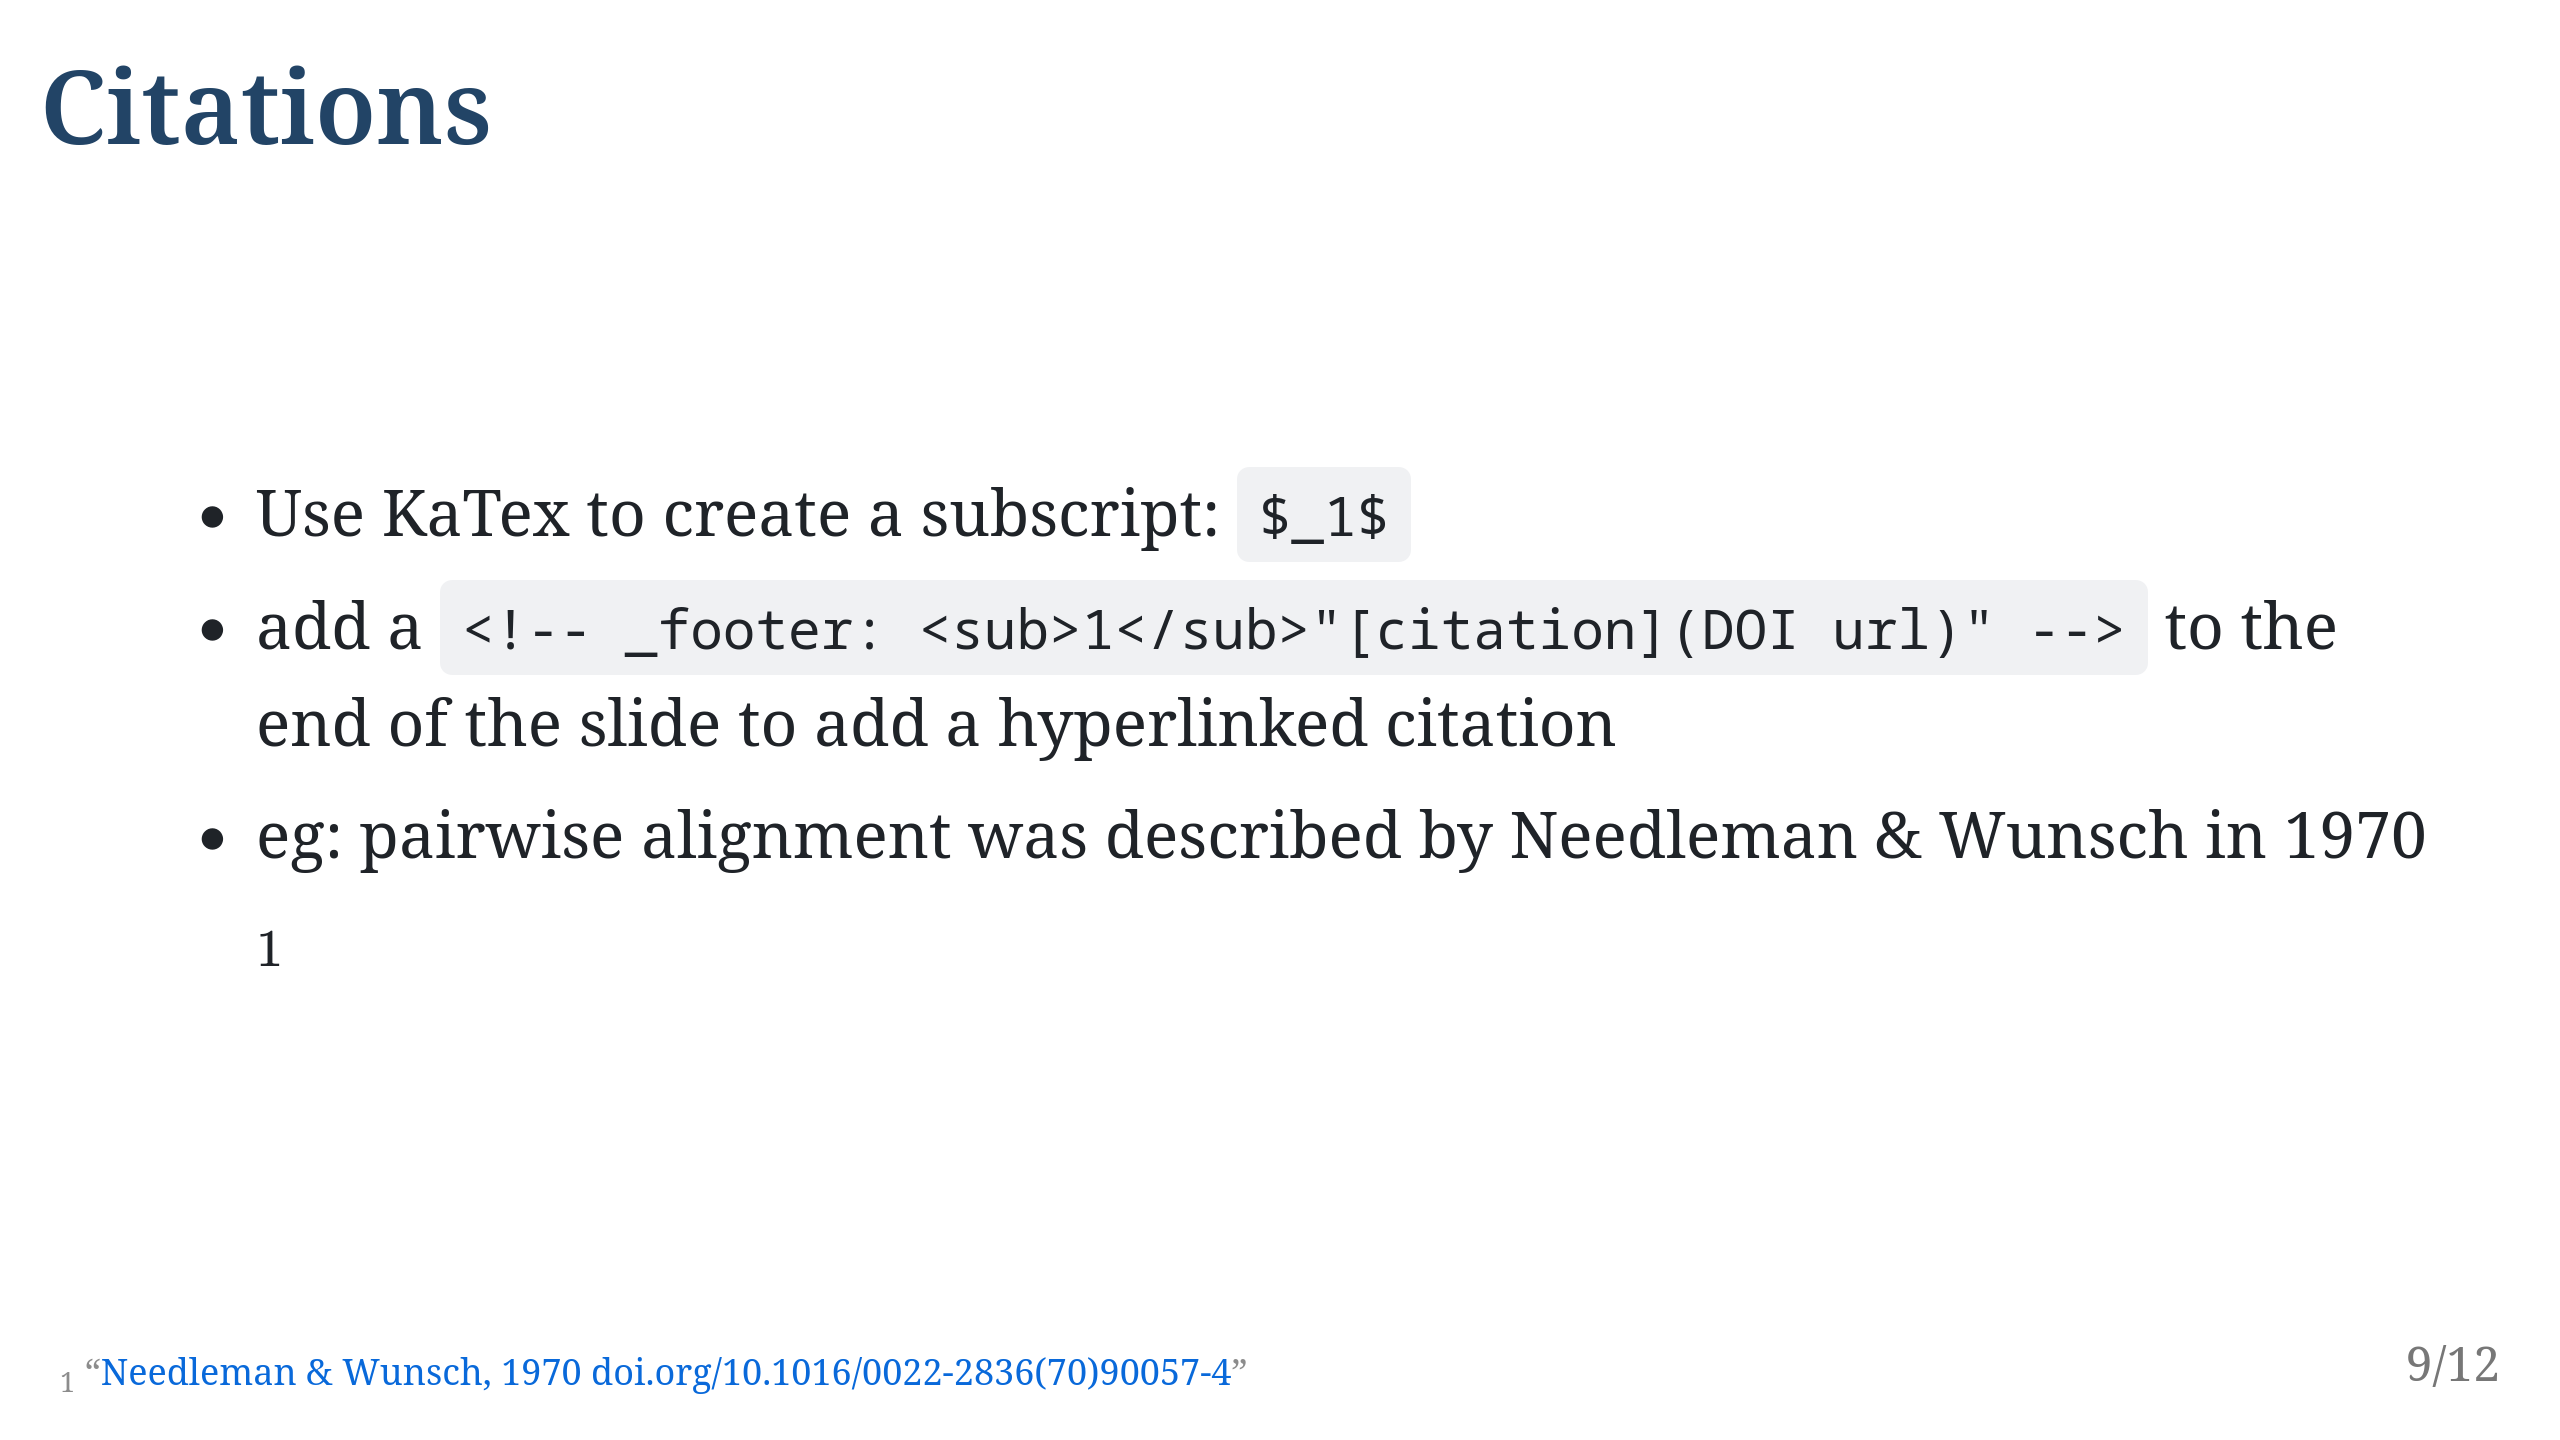 Citations
• Use KaTex to create a subscript: $_1$
• add a <!-- _footer: <sub>1</sub>"[citation](DOI url)" --> to the
end of the slide to add a hyperlinked citation
• eg: pairwise alignment was described by Needleman & Wunsch in 1970
1
1 “Needleman & Wunsch, 1970 doi.org/10.1016/0022-2836(70)90057-4”
9/12